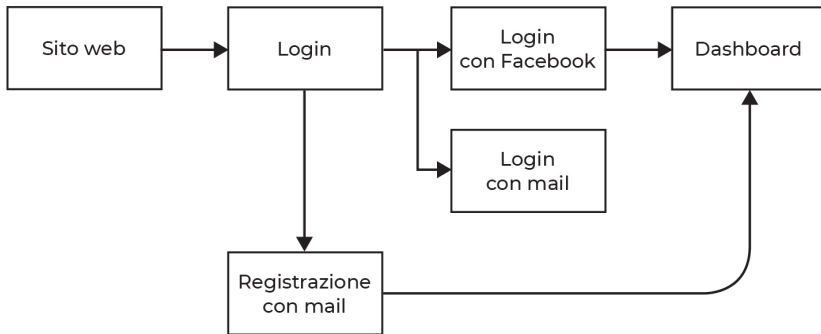 Sito web
Login
Login
con Facebook
Dashboard
Login
con mail
Registrazione
con mail